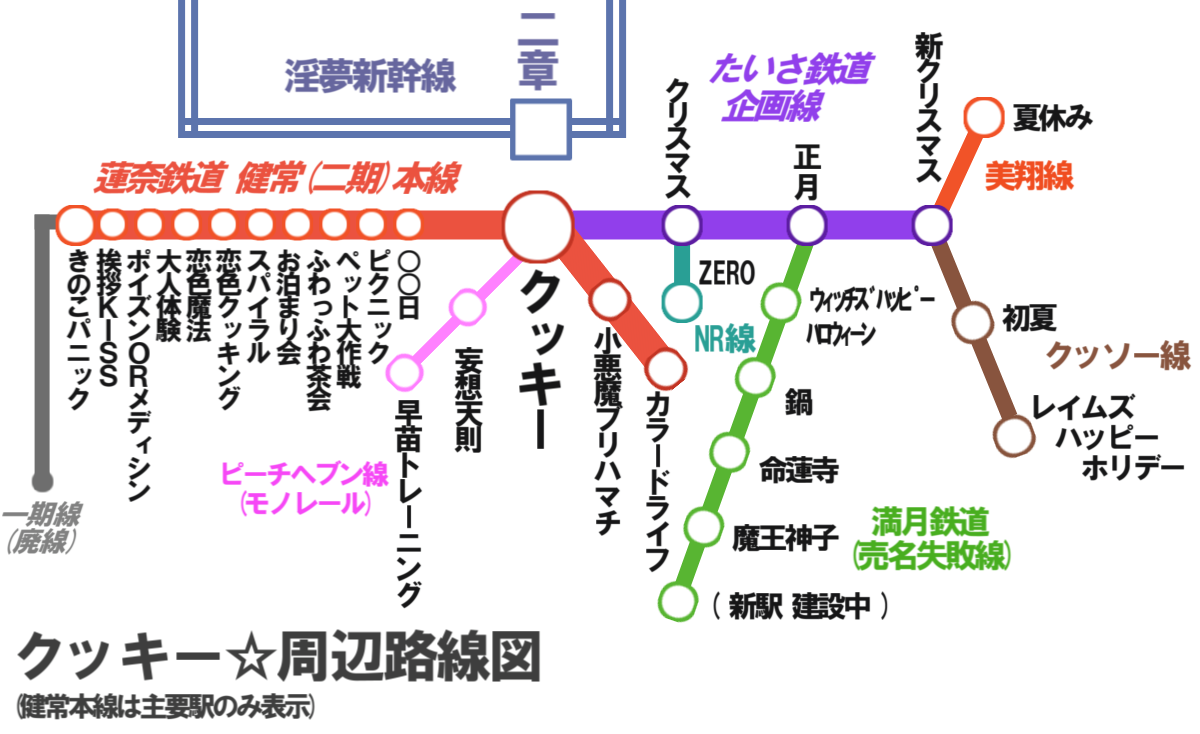 二章
淫夢新幹線
たいさ鉄道
企画線
新クリスマス
クリスマス
正月
夏休み
美翔線
蓮奈鉄道 健常(二期)本線
きのこパニック
挨拶KISS
ポイズンORメディシン
大人体験
恋色魔法
恋色クッキング
スパイラル
お泊まり会
ふわっふわ茶会
ペット大作戦
ピクニック
〇〇日
クッキー
ZERO
NR線
ウィッチズハッピー
ハロウィーン
初夏
クッソー線
レイムズ
ハッピー
ホリデー
小悪魔ブリハマチ
カラードライフ
妄想天則
早苗トレーニング
ピーチヘブン線
(モノレール)
鍋
命蓮寺
魔王神子
(新駅 建設中)
満月鉄道
(売名失敗線)
一期線
(廃線)
クッキー☆周辺路線図
(健常本線は主要駅のみ表示)